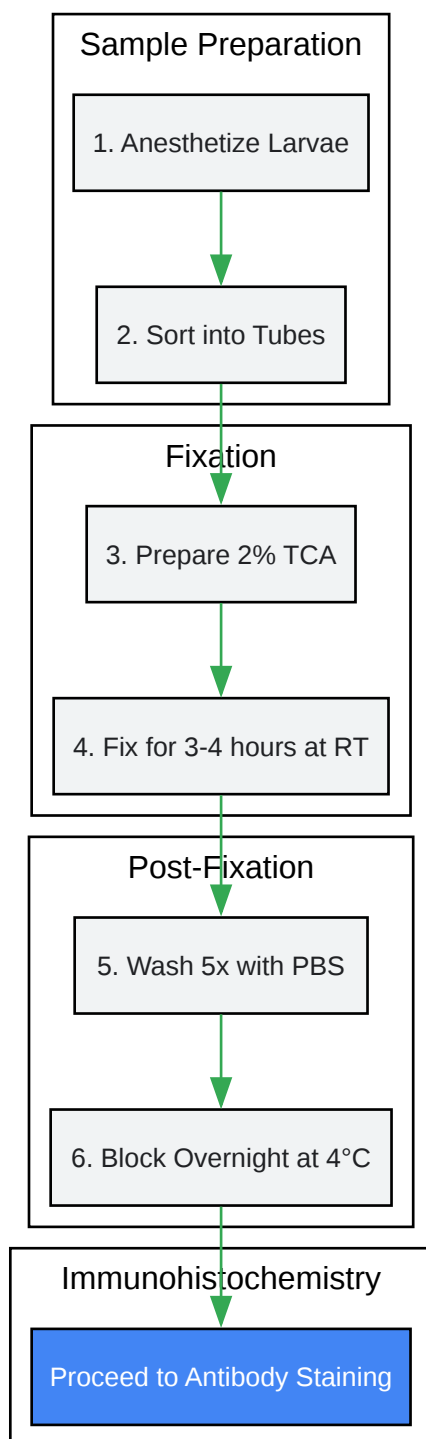 Sample Preparation
1. Anesthetize Larvae
2. Sort into Tubes
Fixation
3. Prepare 2% TCA
4. Fix for 3-4 hours at RT
Post-Fixation
5. Wash 5x with PBS
6. Block Overnight at 4°C
Immunohistochemistry
Proceed to Antibody Staining